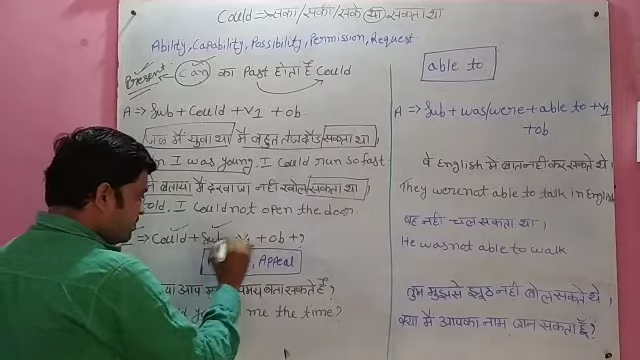 Could => सका / सकी / सके या सकता था
Ability, Capability, Possibility, Permission, Request
Present - Can का Past होता है Could
A => Sub + Could + V1 + ob
जब मैं युवा था मैं बहुत तेज दौड़ सकता था।
I was young, I Could run so fast
बताया मैं दरवाजा नहीं खोल सकता था।
told, I Could not open the door.
=> Could + Sub + V1 + ob + ?
, Appeal
आप मुझे समय बता सकते हैं?
me the time?
able to
A => Sub + was/were + able to + V1
+ ob
वे English में बात नहीं कर सकते थे।
They were not able to talk in English
वह नहीं चल सकता था।
He was not able to walk
तुम मुझसे झूठ नहीं बोल सकते थे
क्या मैं आपका नाम जान सकता हूँ?